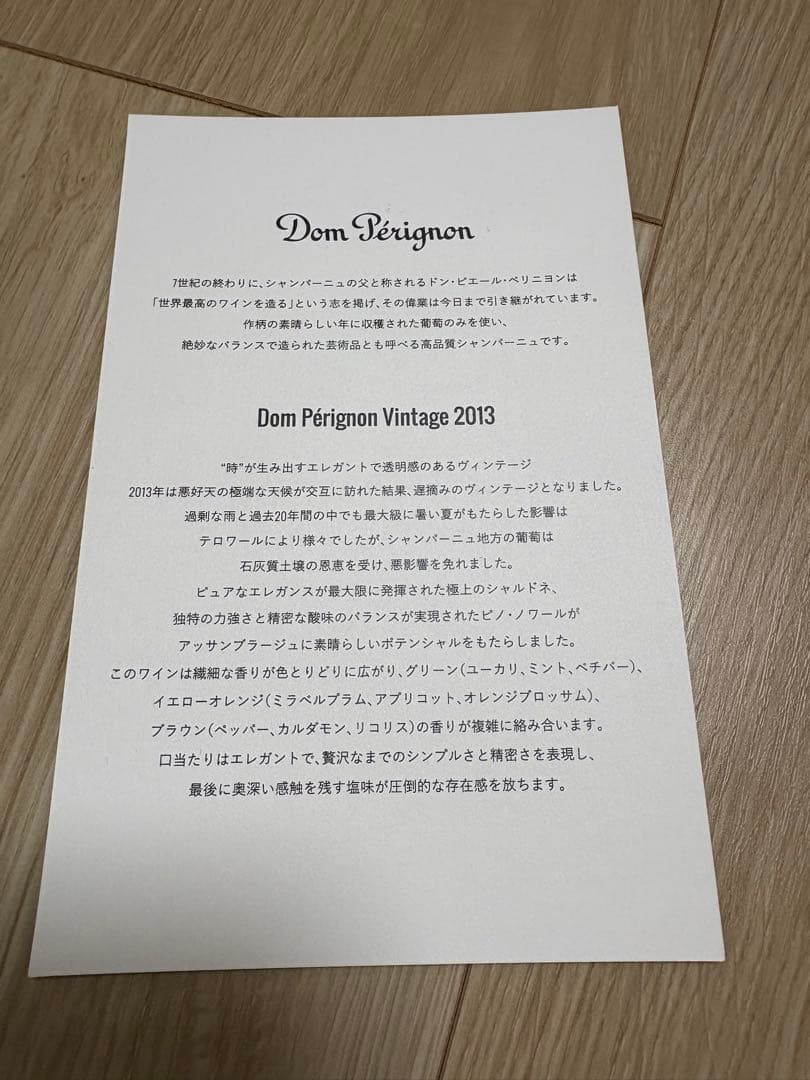 Dom Pérignon
7世紀の終わりに、シャンパーニュの父と称されるドン・ピエール・ペリニヨンは
「世界最高のワインを造る」という志を掲げ、その偉業は今日まで引き継がれています。
作柄の素晴らしい年に収穫された葡萄のみを使い、
絶妙なバランスで造られた芸術品とも呼べる高品質シャンパーニュです。
Dom Pérignon Vintage 2013
“時”が生み出すエレガントで透明感のあるヴィンテージ
2013年は悪好天の極端な天候が交互に訪れた結果、遅摘みのヴィンテージとなりました。
過剰な雨と過去20年間の中でも最大級に暑い夏がもたらした影響は
テロワールにより様々でしたが、シャンパーニュ地方の葡萄は
石灰質土壌の恩恵を受け、悪影響を免れました。
ピュアなエレガンスが最大限に発揮された極上のシャルドネ、
独特の力強さと精密な酸味のバランスが実現されたピノ・ノワールが
アッサンブラージュに素晴らしいポテンシャルをもたらしました。
このワインは繊細な香りが色とりどりに広がり、グリーン(ユーカリ、ミント、ベチバー)、
イエローオレンジ(ミラベルプラム、アプリコット、オレンジブロッサム)、
ブラウン(ペッパー、カルダモン、リコリス)の香りが複雑に絡み合います。
口当たりはエレガントで、贅沢なまでのシンプルさと精密さを表現し、
最後に奥深い感触を残す塩味が圧倒的な存在感を放ちます。